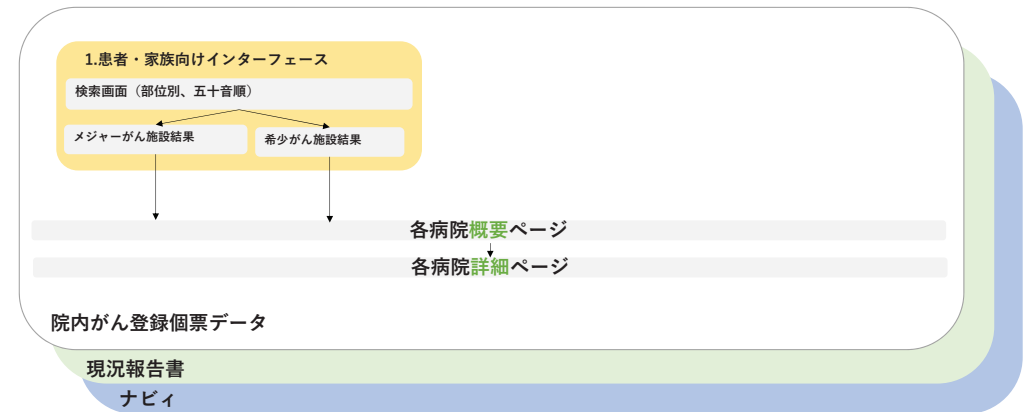 1.患者・家族向けインターフェース
検索画面（部位別、五十音順）
メジャーがん施設結果
希少がん施設結果
各病院概要ページ
各病院詳細ページ
院内がん登録個票データ
現況報告書
ナビィ